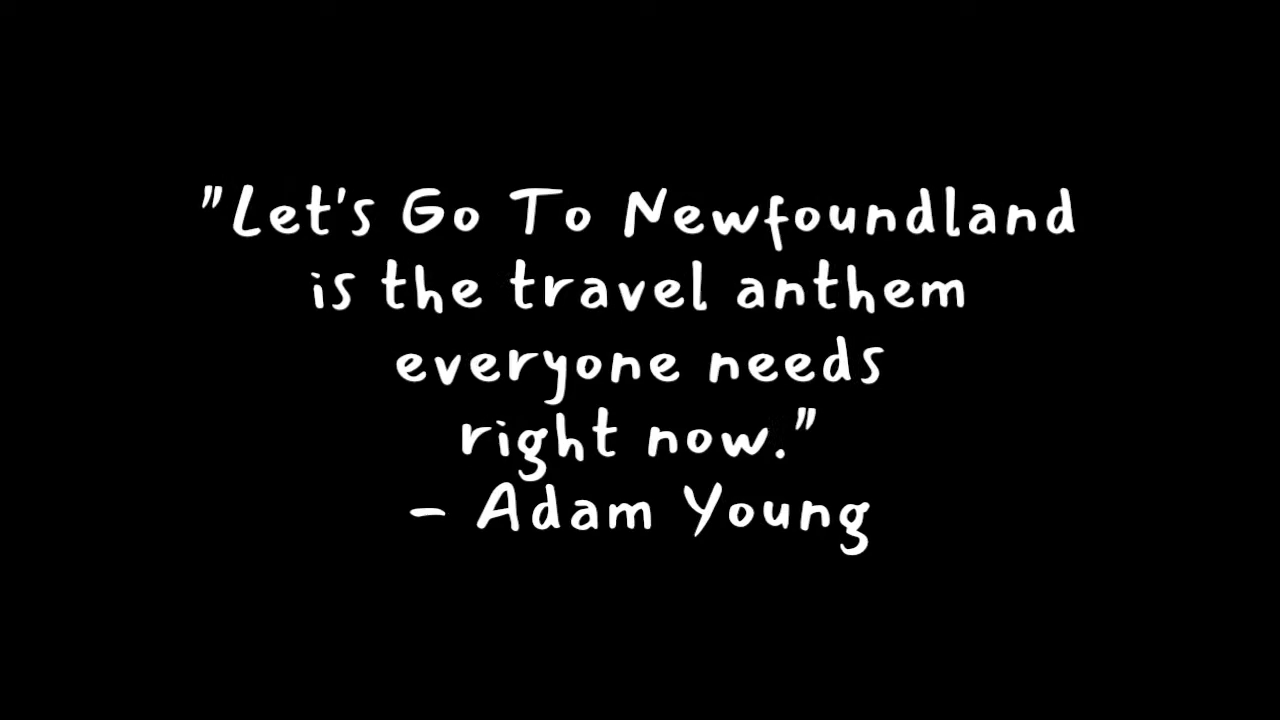 "Let's Go To Newfoundland
is the travel anthem
everyone needs
right now."
- Adam Young